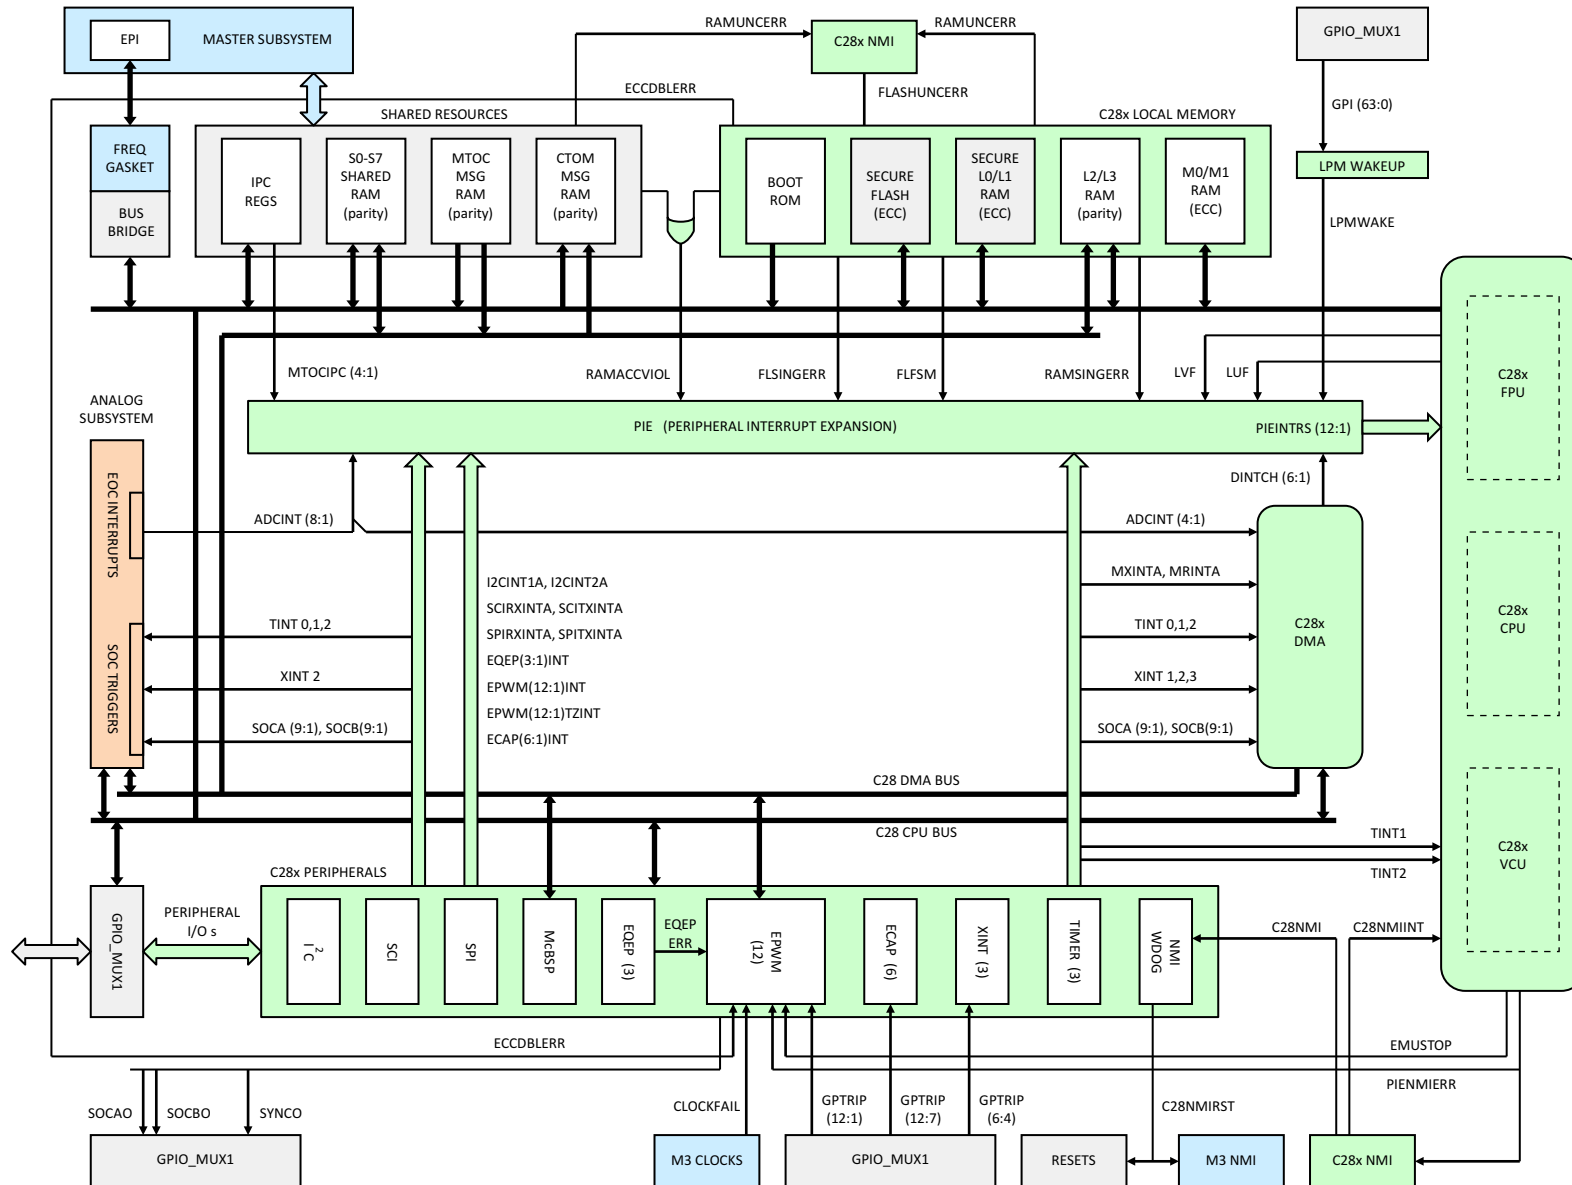 EPI
MASTER SUBSYSTEM
RAMUNCERR
C28x NMI
RAMUNCERR
GPIO_MUX1
ECCDBLERR
FLASHUNCERR
SHARED RESOURCES
C28x LOCAL MEMORY
GPI (63:0)
FREQ
GASKET
BUS
BRIDGE
IPC
REGS
S0-S7
SHARED
RAM
(parity)
MTOC
MSG
RAM
(parity)
CTOM
MSG
RAM
(parity)
BOOT
ROM
SECURE
FLASH
(ECC)
SECURE
L0/L1
RAM
(ECC)
L2/L3
RAM
(parity)
M0/M1
RAM
(ECC)
LPM WAKEUP
LPMWAKE
MTOCIPC (4:1)
RAMACCVIOL
FLSINGERR
FLFSM
RAMSINGERR
LVF
LUF
C28x
FPU
ANALOG
SUBSYSTEM
PIE   (PERIPHERAL INTERRUPT EXPANSION)
PIEINTRS (12:1)
DINTCH (6:1)
EOC INTERRUPTS
ADCINT (8:1)
ADCINT (4:1)
I2CINT1A, I2CINT2A
SCIRXINTA, SCITXINTA
SPIRXINTA, SPITXINTA
EQEP(3:1)INT
EPWM(12:1)INT
EPWM(12:1)TZINT
ECAP(6:1)INT
MXINTA, MRINTA
SOC TRIGGERS
TINT 0,1,2
TINT 0,1,2
C28x
DMA
C28x
CPU
XINT 2
XINT 1,2,3
SOCA (9:1), SOCB(9:1)
SOCA (9:1), SOCB(9:1)
C28 DMA BUS
C28 CPU BUS
TINT1
TINT2
C28x
VCU
C28x PERIPHERALS
GPIO_MUX1
PERIPHERAL
I/O s
I2C
SCI
SPI
McBSP
EQEP (3)
EQEP
ERR
EPWM
(12)
ECAP (6)
XINT (3)
TIMER (3)
NMI
WDOG
C28NMI
C28NMIINT
ECCDBLERR
EMUSTOP
PIENMIERR
SOCAO
SOCBO
SYNCO
CLOCKFAIL
GPTRIP
(12:1)
GPTRIP
(12:7)
GPTRIP
(6:4)
C28NMIRST
GPIO_MUX1
M3 CLOCKS
GPIO_MUX1
RESETS
M3 NMI
C28x NMI